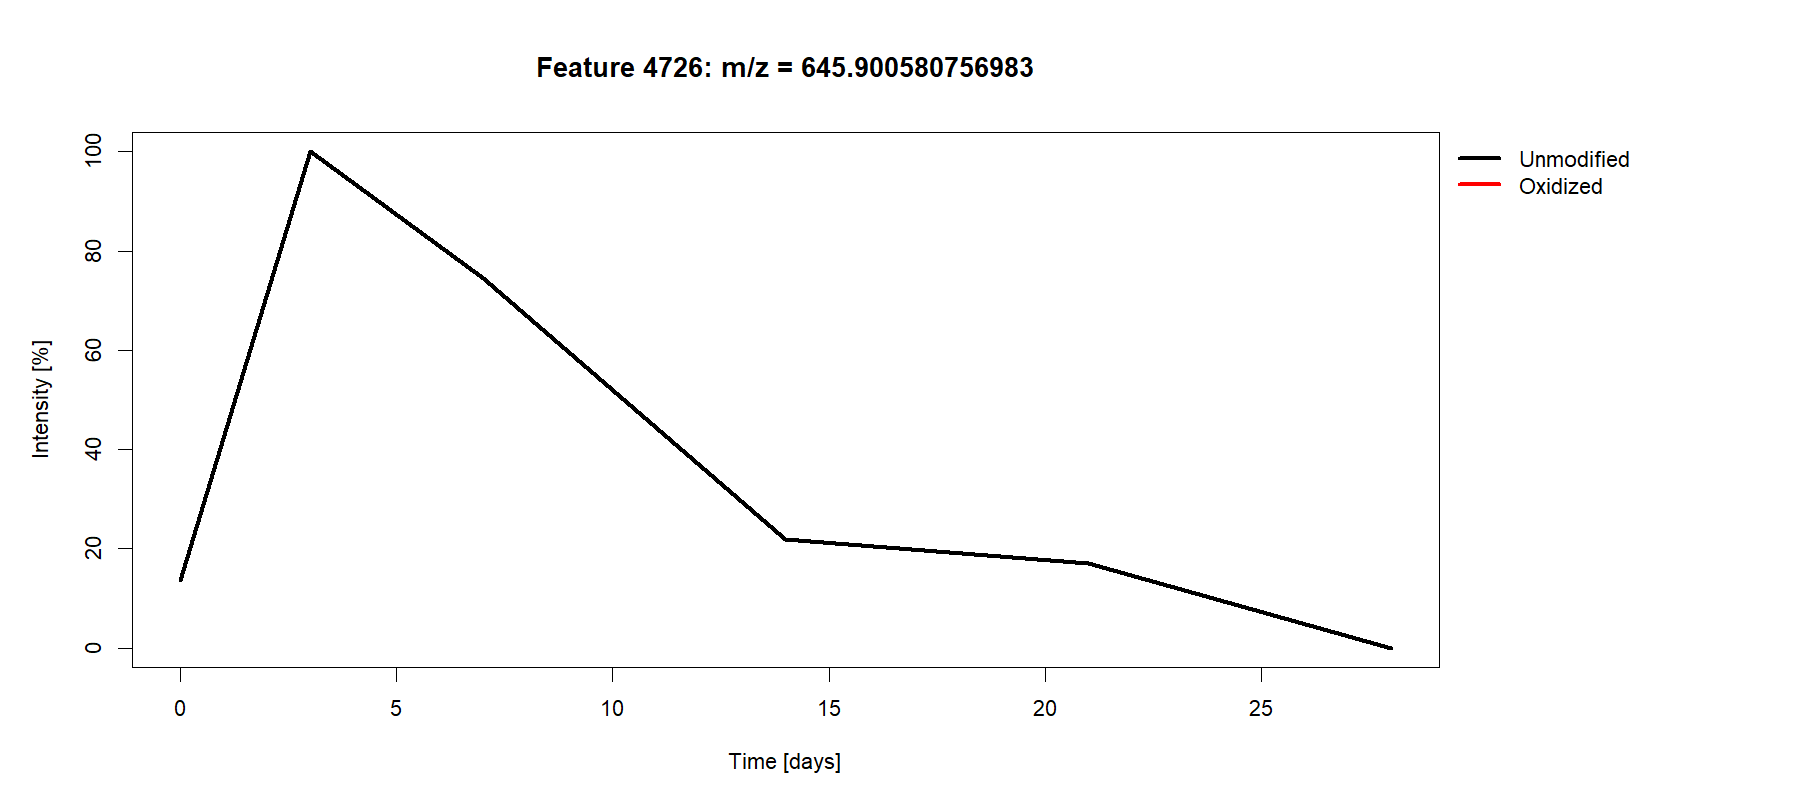 Feature 4726: m/z = 645.900580756983
Unmodified
Oxidized
Intensity [%]
100
80
60
40
20
0
0 5 10 15 20 25
Time [days]